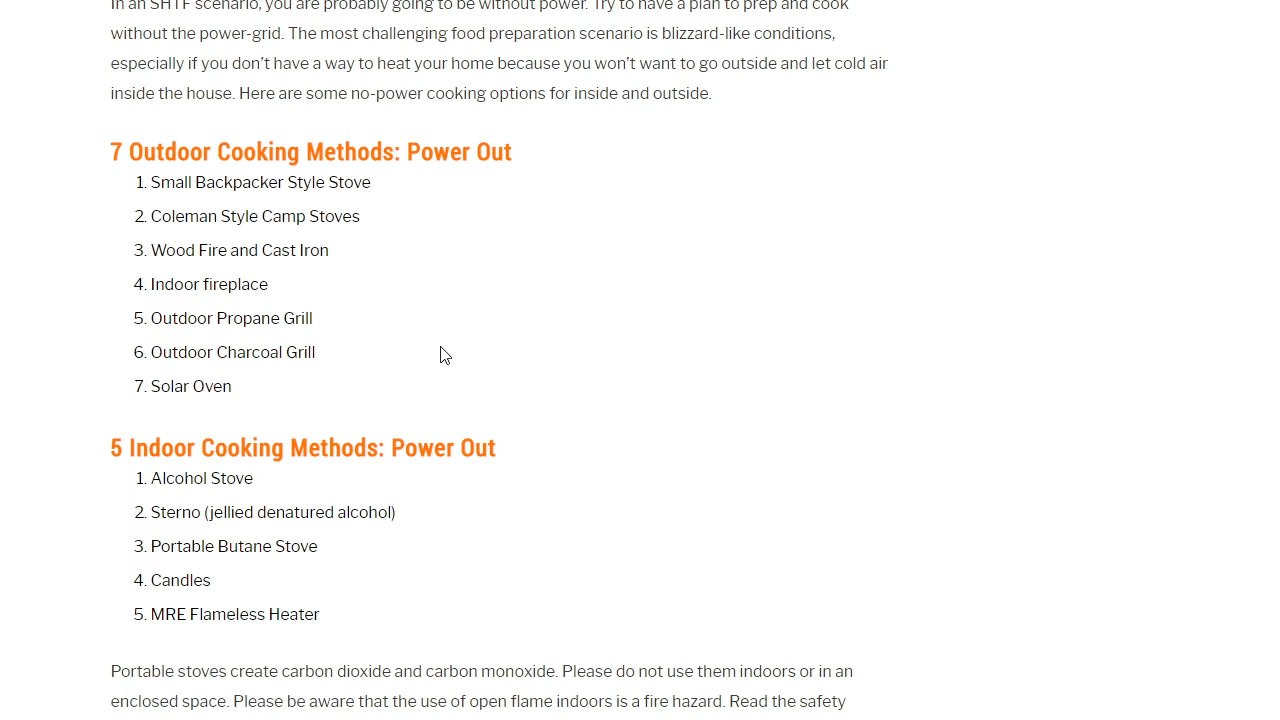 In an SHTF scenario, you are probably going to be without power. Try to have a plan to prep and cook
without the power-grid. The most challenging food preparation scenario is blizzard-like conditions,
especially if you don’t have a way to heat your home because you won’t want to go outside and let cold air
inside the house. Here are some no-power cooking options for inside and outside.
7 Outdoor Cooking Methods: Power Out
1. Small Backpacker Style Stove
2. Coleman Style Camp Stoves
3. Wood Fire and Cast Iron
4. Indoor fireplace
5. Outdoor Propane Grill
6. Outdoor Charcoal Grill
7. Solar Oven
5 Indoor Cooking Methods: Power Out
1. Alcohol Stove
2. Sterno (jellied denatured alcohol)
3. Portable Butane Stove
4. Candles
5. MRE Flameless Heater
Portable stoves create carbon dioxide and carbon monoxide. Please do not use them indoors or in an
enclosed space. Please be aware that the use of open flame indoors is a fire hazard. Read the safety